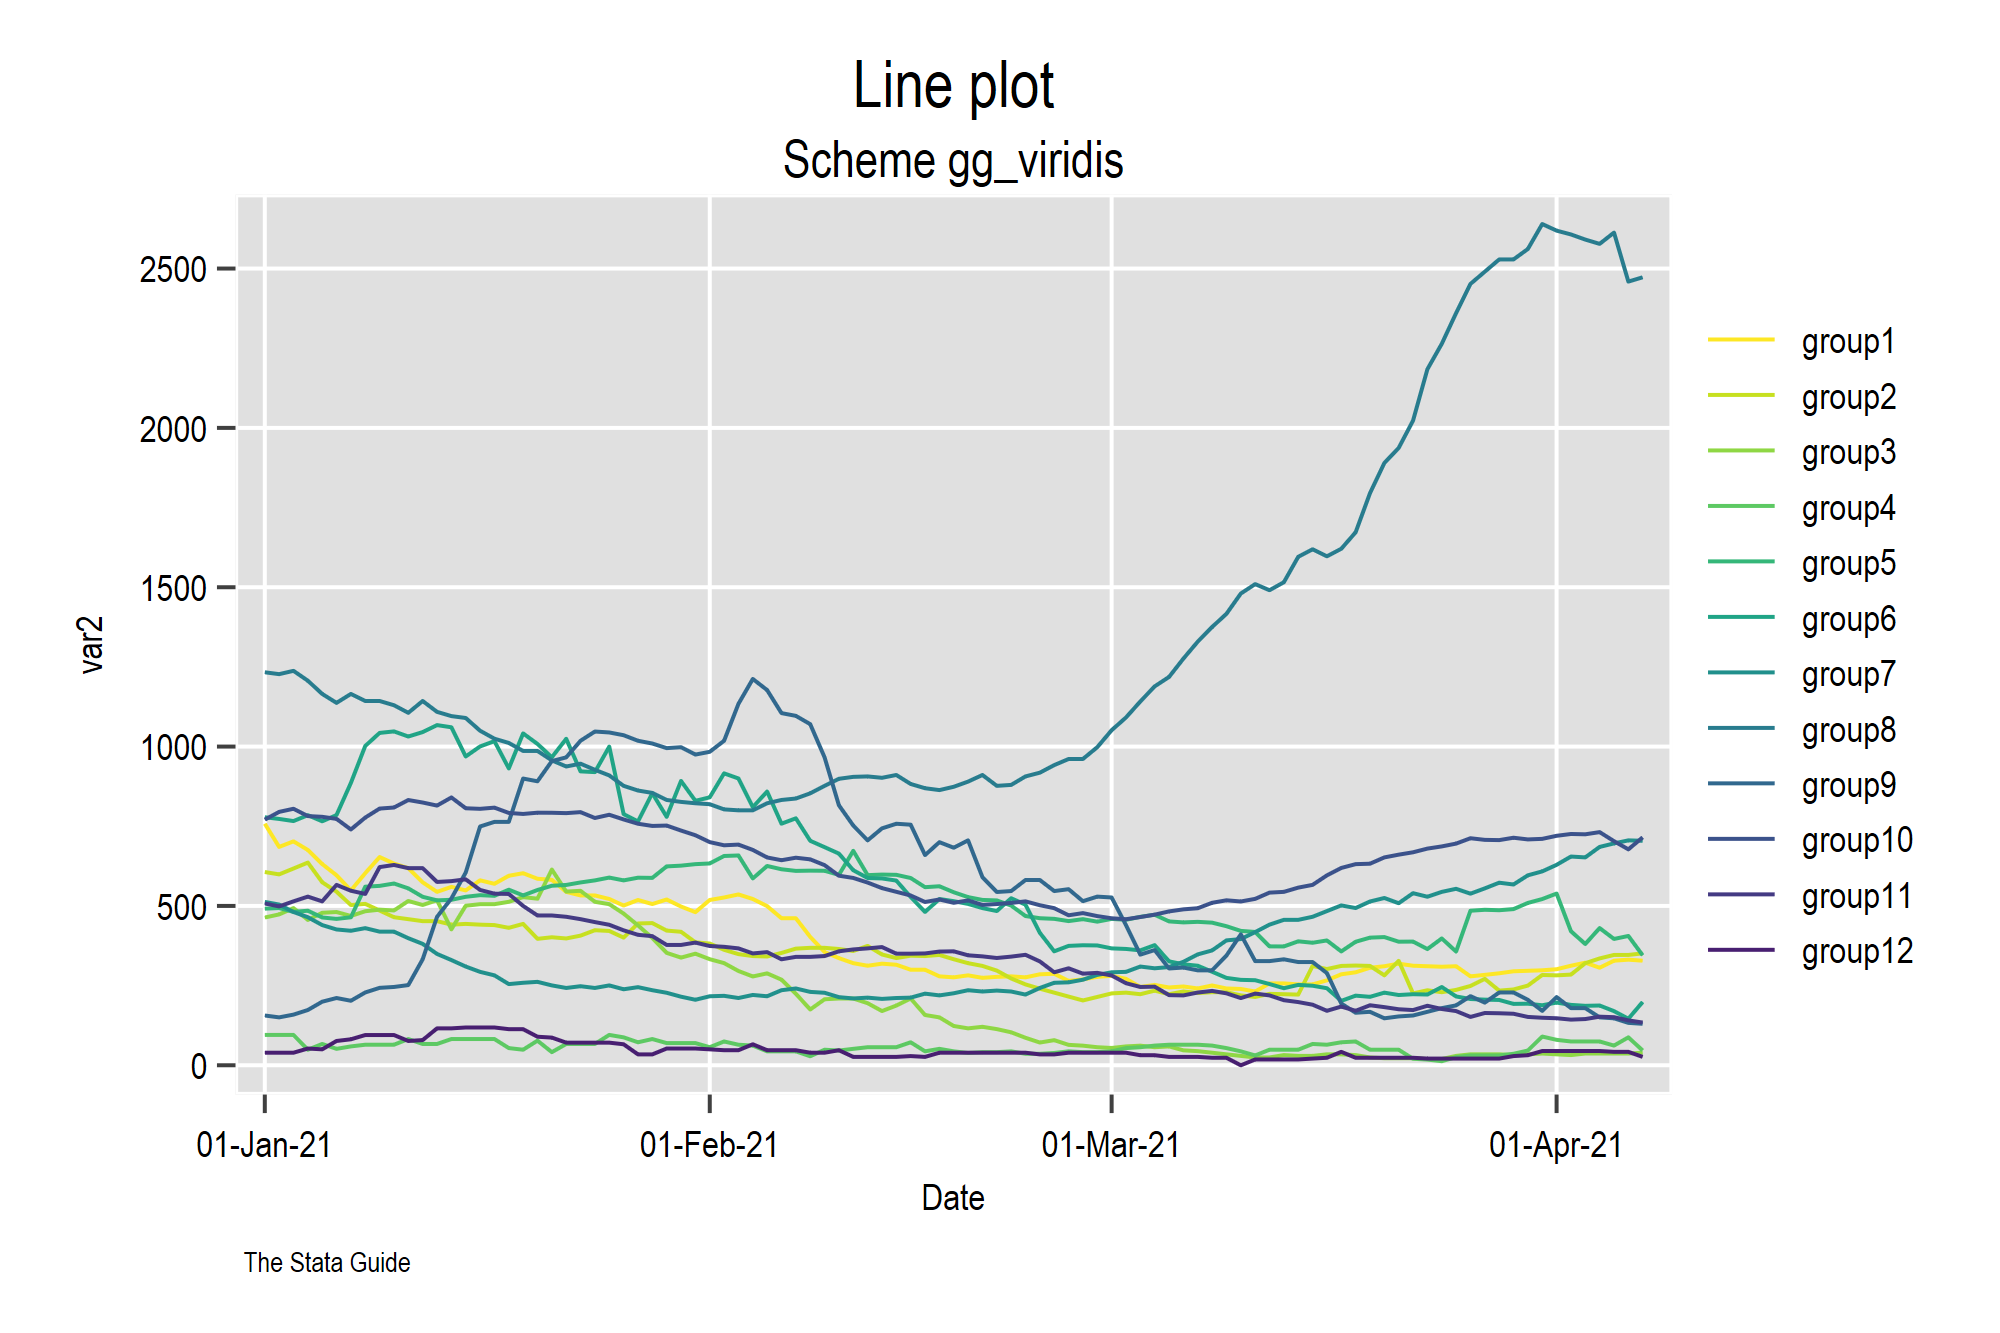 Line plot
Scheme gg_viridis
2500
2000
1500
1000
500
0
var2
01-Jan-21
01-Feb-21
01-Mar-21
01-Apr-21
Date
group1
group2
group3
group4
group5
group6
group7
group8
group9
group10
group11
group12
The Stata Guide